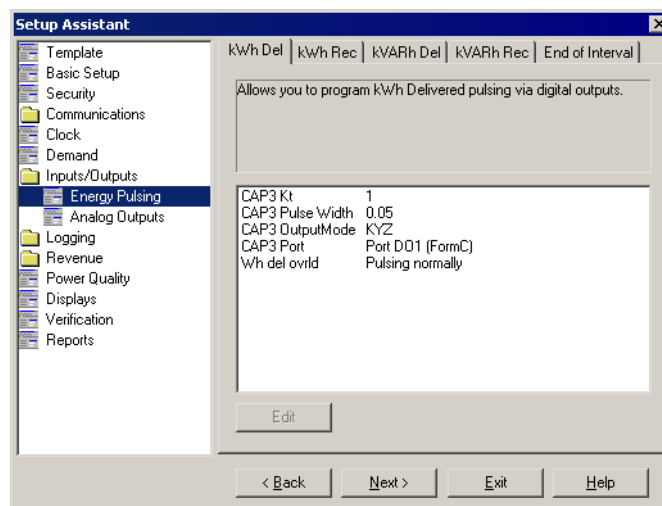 Setup Assistant
Template
Basic Setup
Security
Communications
Clock
Demand
Inputs/Outputs
Energy Pulsing
Analog Outputs
Logging
Revenue
Power Quality
Displays
Verification
Reports
kWh Del kWh Rec kVARh Del kVARh Rec End of Interval
Allows you to program kWh Delivered pulsing via digital outputs.
CAP3 Kt 1
CAP3 Pulse Width 0.05
CAP3 OutputMode KYZ
CAP3 Port Port DO1 (FormC)
Wh del ovrld Pulsing normally
Edit
< Back Next > Exit Help